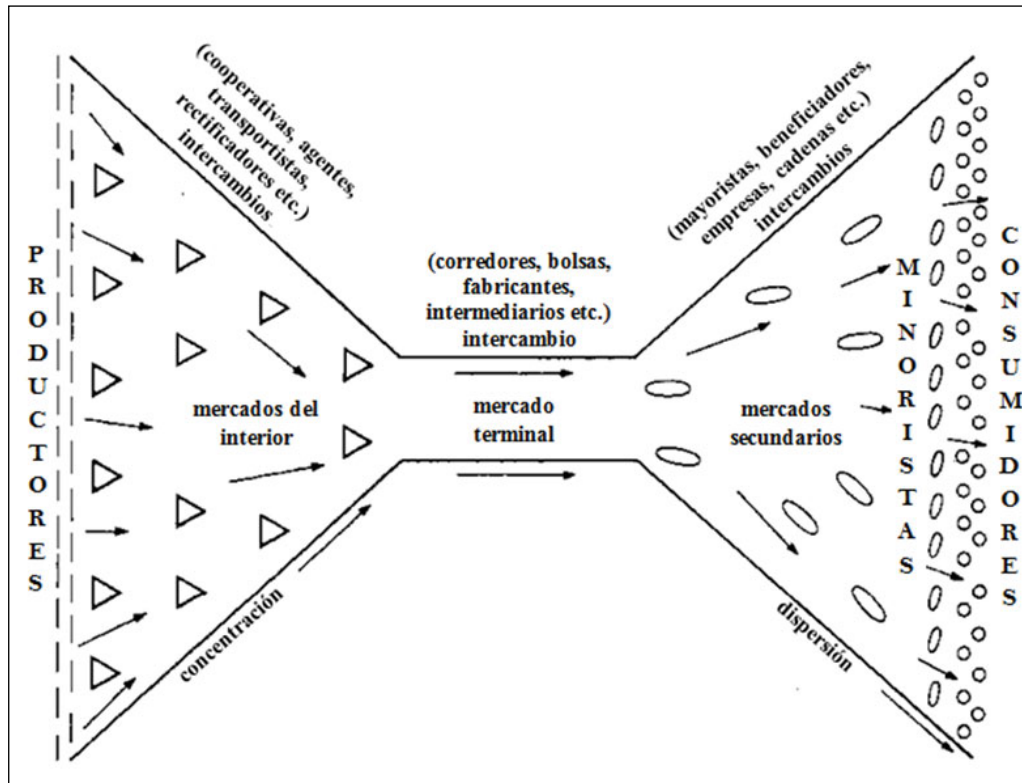 (cooperativas, agentes,
transportistas,
rectificadores etc.)
intercambios
(mayoristas, beneficiadores,
empresas, cadenas etc.)
intercambios
(corredores, bolsas,
fabricantes,
intermediarios etc.)
intercambio
PRODUCTORES
mercados del
interior
mercado
terminal
mercados
secundarios
MINORISTAS
CONSUMIDORES
concentración
dispersión